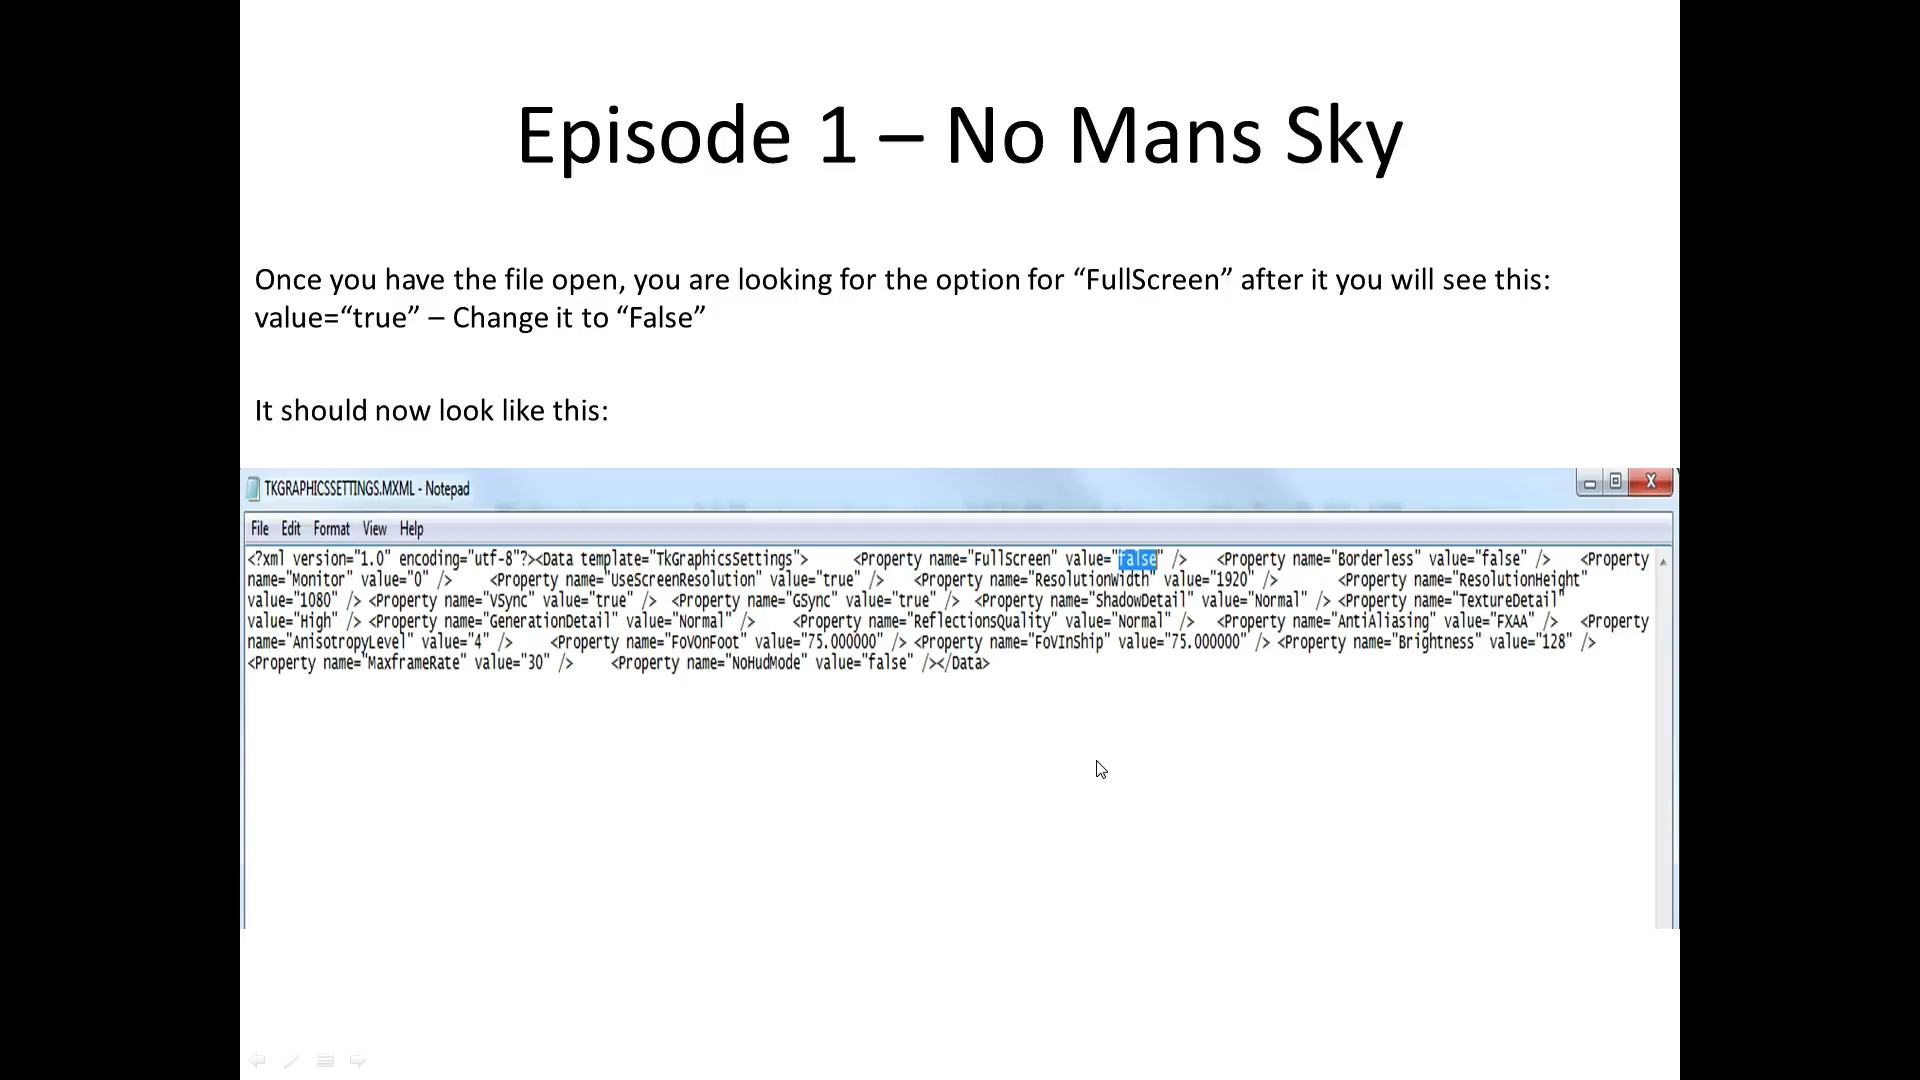 Episode 1 – No Mans Sky
Once you have the file open, you are looking for the option for “FullScreen” after it you will see this:
value=“true” – Change it to “False”
It should now look like this:
TKGRAPHICSSETTINGS.MXML - Notepad
File Edit Format View Help
<?xml version="1.0" encoding="utf-8"?><Data template="TkGraphicsSettings"> <Property name="FullScreen" value="false" /> <Property name="Borderless" value="false" /> <Property
name="Monitor" value="0" /> <Property name="UseScreenResolution" value="true" /> <Property name="ResolutionWidth" value="1920" /> <Property name="ResolutionHeight"
value="1080" /> <Property name="VSync" value="true" /> <Property name="GSync" value="true" /> <Property name="ShadowDetail" value="Normal" /> <Property name="TextureDetail"
value="High" /> <Property name="GenerationDetail" value="Normal" /> <Property name="ReflectionsQuality" value="Normal" /> <Property name="AntiAliasing" value="FXAA" /> <Property
name="AnisotropyLevel" value="4" /> <Property name="FoVOnFoot" value="75.000000" /> <Property name="FoVInShip" value="75.000000" /> <Property name="Brightness" value="128" />
<Property name="MaxframeRate" value="30" /> <Property name="NoHudMode" value="false" /></Data>